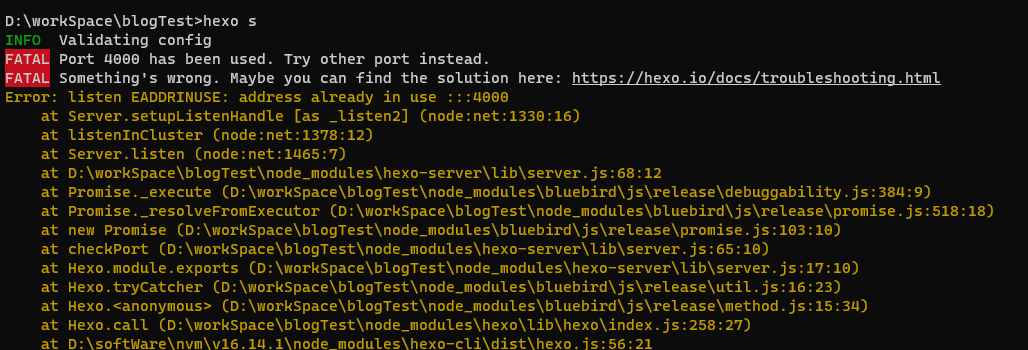 D:\workSpace\blogTest>hexo s
INFO  Validating config
FATAL Port 4000 has been used. Try other port instead.
FATAL Something's wrong. Maybe you can find the solution here: https://hexo.io/docs/troubleshooting.html
Error: listen EADDRINUSE: address already in use :::4000
    at Server.setupListenHandle [as _listen2] (node:net:1330:16)
    at listenInCluster (node:net:1378:12)
    at Server.listen (node:net:1465:7)
    at D:\workSpace\blogTest\node_modules\hexo-server\lib\server.js:68:12
    at Promise._execute (D:\workSpace\blogTest\node_modules\bluebird\js\release\debuggability.js:384:9)
    at Promise._resolveFromExecutor (D:\workSpace\blogTest\node_modules\bluebird\js\release\promise.js:518:18)
    at new Promise (D:\workSpace\blogTest\node_modules\bluebird\js\release\promise.js:103:10)
    at checkPort (D:\workSpace\blogTest\node_modules\hexo-server\lib\server.js:65:10)
    at Hexo.module.exports (D:\workSpace\blogTest\node_modules\hexo-server\lib\server.js:17:10)
    at Hexo.tryCatcher (D:\workSpace\blogTest\node_modules\bluebird\js\release\util.js:16:23)
    at Hexo.<anonymous> (D:\workSpace\blogTest\node_modules\bluebird\js\release\method.js:15:34)
    at Hexo.call (D:\workSpace\blogTest\node_modules\hexo\lib\hexo\index.js:258:27)
    at D:\softWare\nvm\v16.14.1\node_modules\hexo-cli\dist\hexo.js:56:21